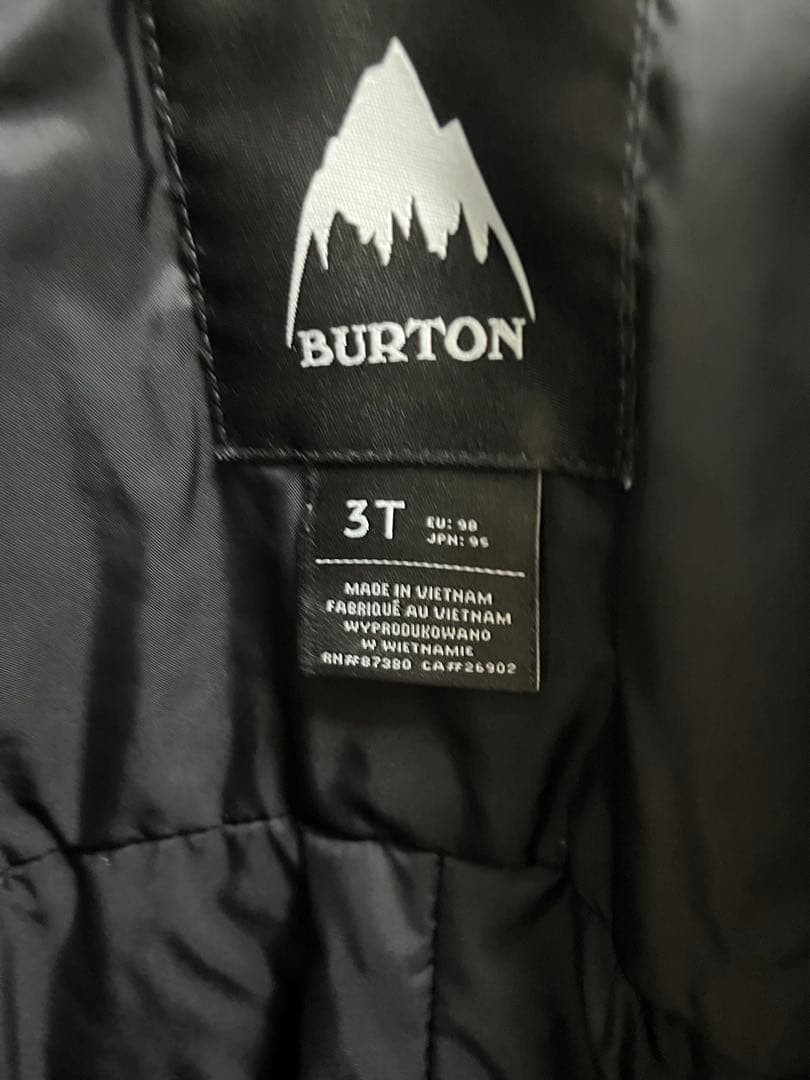 BURTON
3T
EU: 98
JPN: 95
MADE IN VIETNAM
FABRIQUÉ AU VIETNAM
WYPRODUKOWANO
W WIETNAMIE
RN#87380 CA#26902